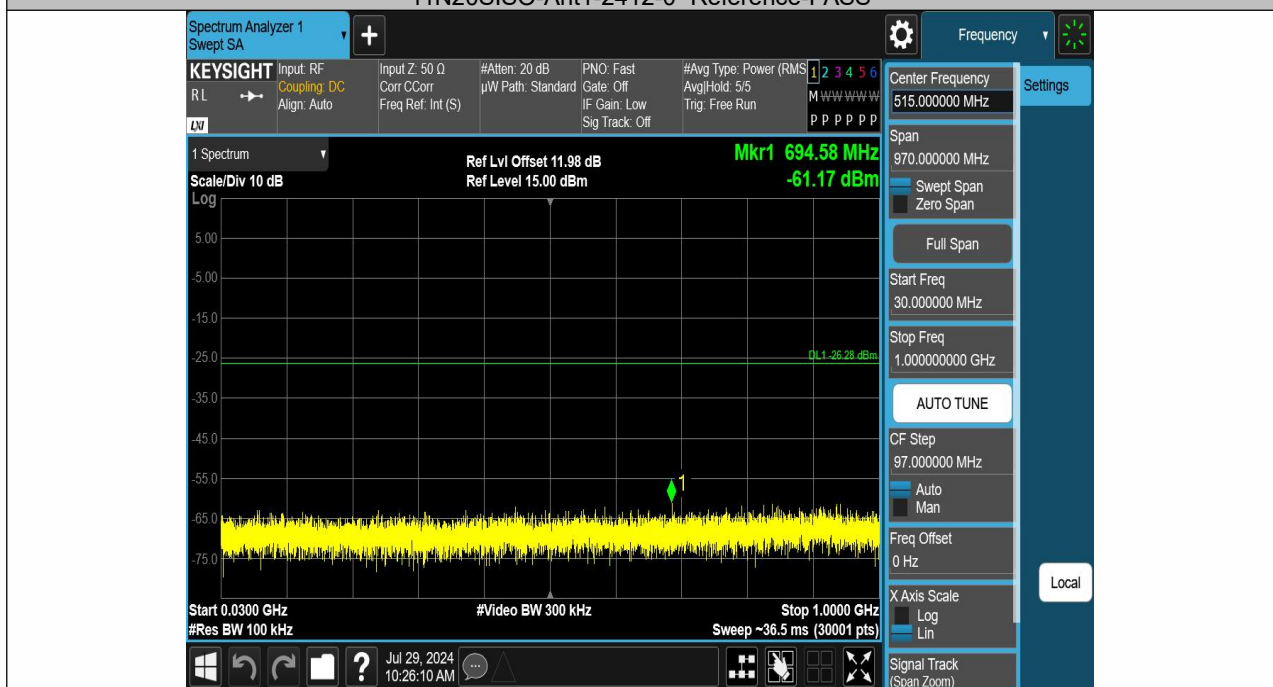 11N20SISO-Ant1-2412-0~Reference-PASS
Spectrum Analyzer 1
Swept SA
+
Frequency
KEYSIGHT
RL
LXI
Input: RF
Coupling: DC
Align: Auto
Input Z: 50 Ω
Corr CCorr
Freq Ref: Int (S)
#Atten: 20 dB
µW Path: Standard
PNO: Fast
Gate: Off
IF Gain: Low
Sig Track: Off
#Avg Type: Power (RMS
Avg|Hold: 5/5
Trig: Free Run
1 2 3 4 5 6
M W W W W W
P P P P P P
1 Spectrum
Scale/Div 10 dB
Log
Ref Lvl Offset 11.98 dB
Ref Level 15.00 dBm
Mkr1 694.58 MHz
-61.17 dBm
5.00
-5.00
-15.0
-25.0
DL1 -26.28 dBm
-35.0
-45.0
-55.0
1
-65.0
-75.0
Start 0.0300 GHz
#Res BW 100 kHz
#Video BW 300 kHz
Stop 1.0000 GHz
Sweep ~36.5 ms (30001 pts)
Center Frequency
515.000000 MHz
Settings
Span
970.000000 MHz
Swept Span
Zero Span
Full Span
Start Freq
30.000000 MHz
Stop Freq
1.000000000 GHz
AUTO TUNE
CF Step
97.000000 MHz
Auto
Man
Freq Offset
0 Hz
X Axis Scale
Log
Lin
Local
Signal Track
(Span Zoom)
?
Jul 29, 2024
10:26:10 AM